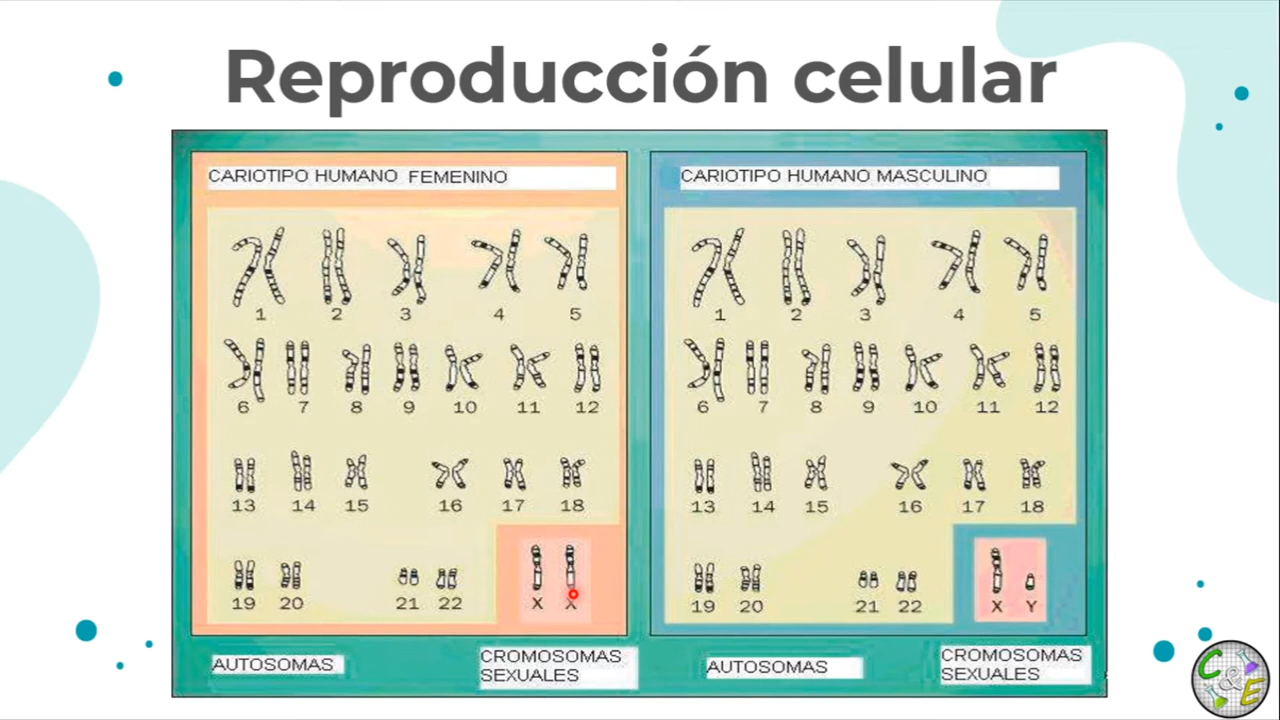 Reproducción celular
CARIOTIPO HUMANO FEMENINO
1 2 3 4 5
6 7 8 9 10 11 12
13 14 15 16 17 18
19 20 21 22 X X
AUTOSOMAS
CROMOSOMAS
SEXUALES
CARIOTIPO HUMANO MASCULINO
1 2 3 4 5
6 7 8 9 10 11 12
13 14 15 16 17 18
19 20 21 22 X Y
AUTOSOMAS
CROMOSOMAS
SEXUALES
C&E